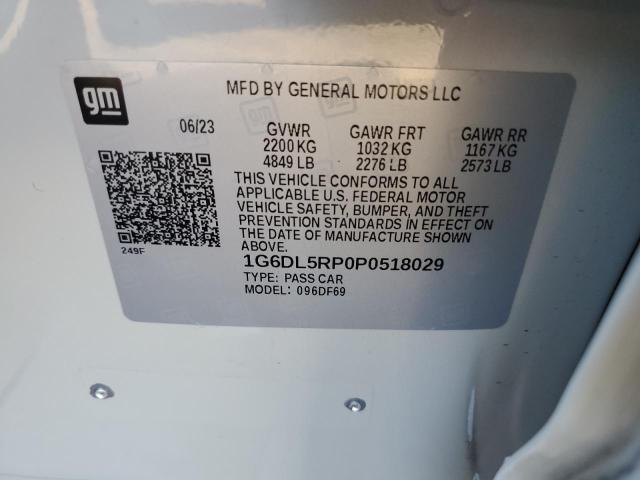 gm
MFD BY GENERAL MOTORS LLC
06/23 GVWR GAWR FRT GAWR RR
2200 KG 1032 KG 1167 KG
4849 LB 2276 LB 2573 LB
THIS VEHICLE CONFORMS TO ALL
APPLICABLE U.S. FEDERAL MOTOR
VEHICLE SAFETY, BUMPER, AND THEFT
PREVENTION STANDARDS IN EFFECT ON
THE DATE OF MANUFACTURE SHOWN
ABOVE.
249F
1G6DL5RP0P0518029
TYPE: PASS CAR
MODEL: 096DF69